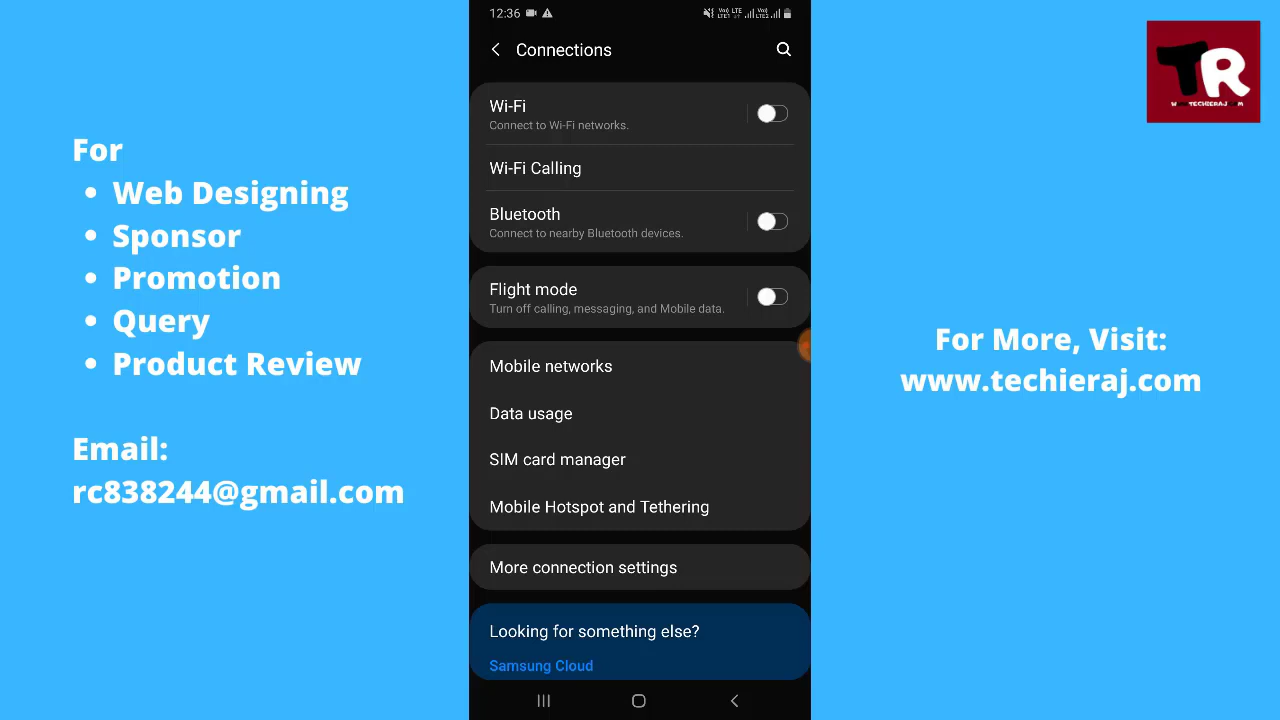 For
Web Designing
Sponsor
Promotion
Query
Product Review
Email:
rc838244@gmail.com
12:36
Connections
Wi-Fi
Connect to Wi-Fi networks.
Wi-Fi Calling
Bluetooth
Connect to nearby Bluetooth devices.
Flight mode
Turn off calling, messaging, and Mobile data.
Mobile networks
Data usage
SIM card manager
Mobile Hotspot and Tethering
More connection settings
Looking for something else?
Samsung Cloud
TR
For More, Visit:
www.techieraj.com